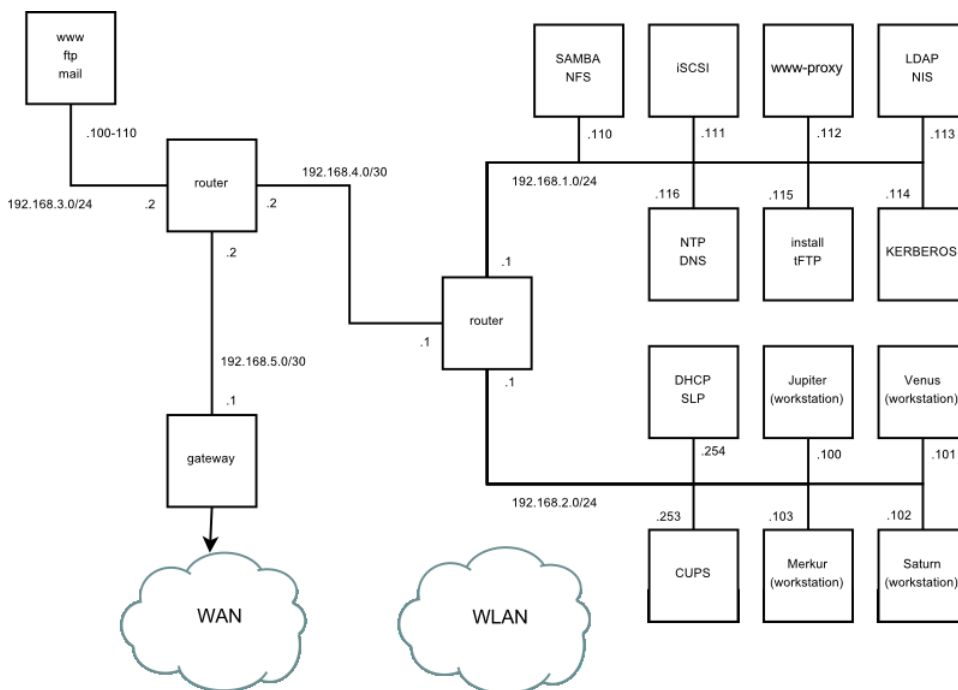 www
ftp
mail
SAMBA
NFS
iSCSI
www-proxy
LDAP
NIS
.100-110
.110
.111
.112
.113
192.168.4.0/30
router
192.168.1.0/24
192.168.3.0/24
.2
.2
.116
.115
.114
.2
NTP
DNS
install
tFTP
KERBEROS
.1
router
.1
192.168.5.0/30
.1
DHCP
SLP
Jupiter
(workstation)
Venus
(workstation)
.1
.254
.100
.101
gateway
192.168.2.0/24
.253
.103
.102
CUPS
Merkur
(workstation)
Saturn
(workstation)
WAN
WLAN